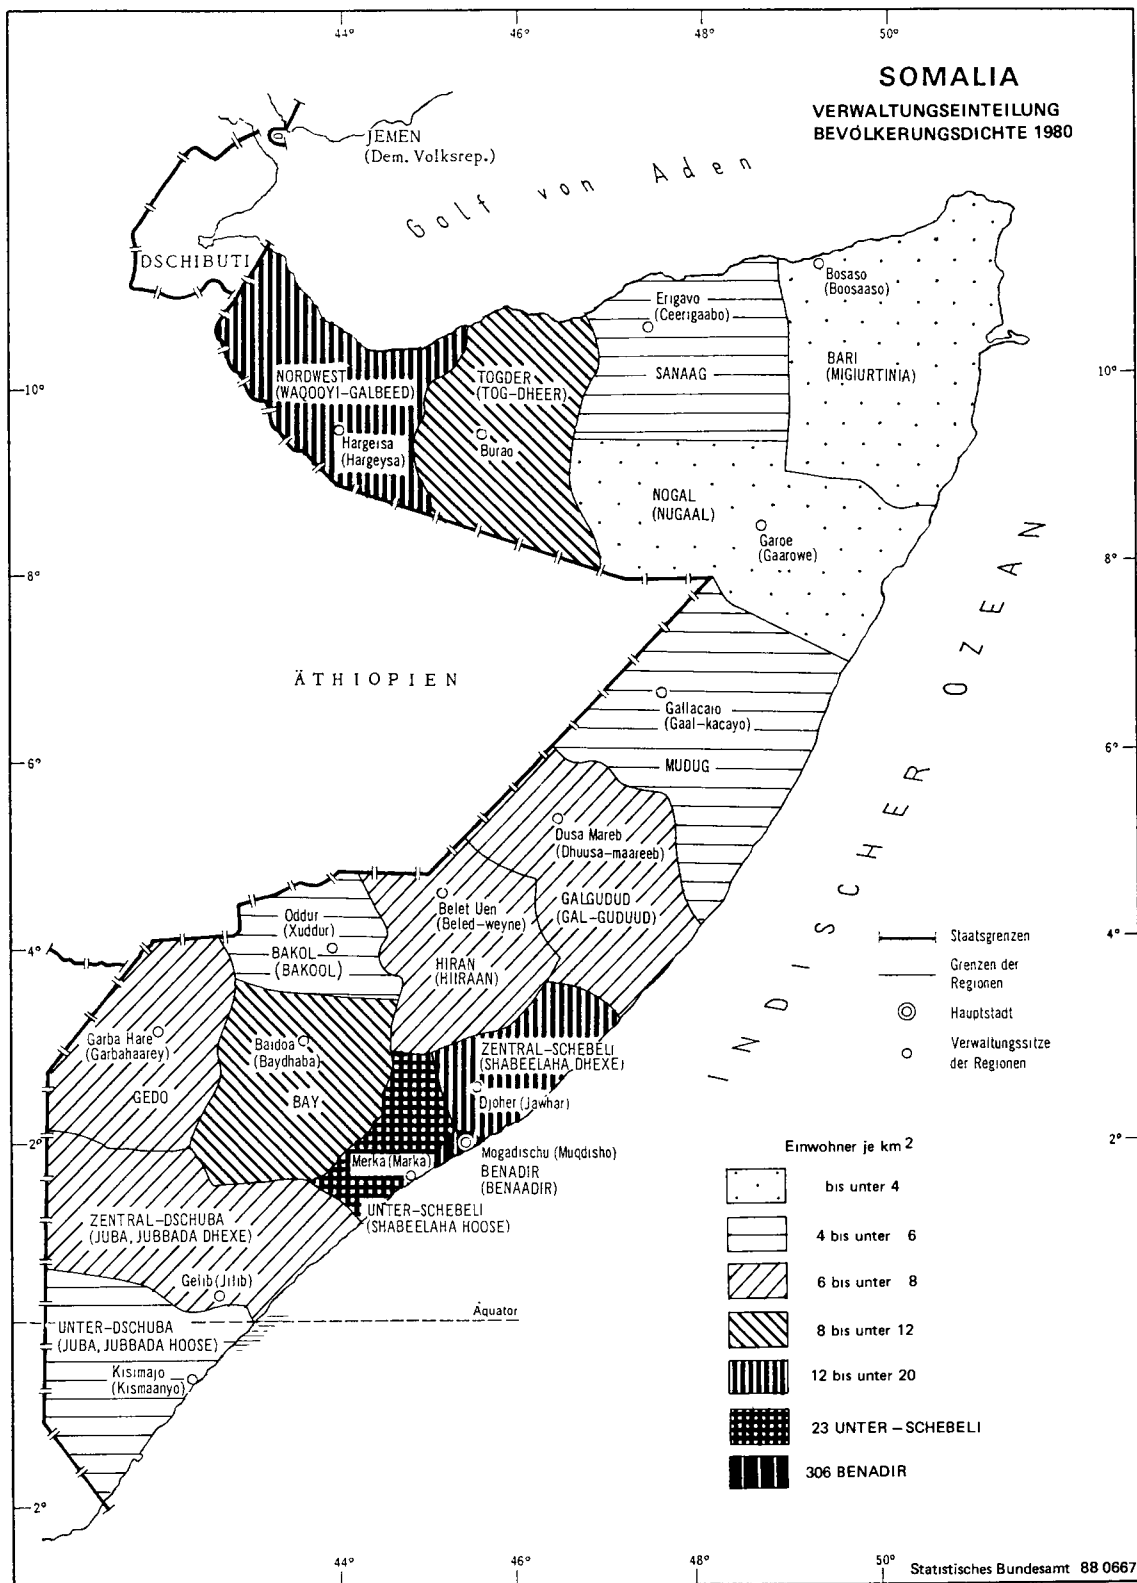 44°
46°
48°
50°
SOMALIA
VERWALTUNGSEINTEILUNG
BEVÖLKERUNGSDICHTE 1980
JEMEN
(Dem. Volksrep.)
Golf von Aden
DSCHIBUTI
Bosaso
(Boosaaso)
Erigavo
(Ceerigaabo)
BARI
(MIGIURTINIA)
SANAAG
NORDWEST
(WAQOOYI-GALBEED)
TOGDER
(TOG-DHEER)
10°
10°
Hargeisa
(Hargeysa)
Burao
NOGAL
(NUGAAL)
Garoe
(Gaarowe)
8°
8°
INDISCHER OZEAN
ÄTHIOPIEN
Gallacaio
(Gaal-kacayo)
MUDUG
6°
6°
Dusa Mareb
(Dhuusa-maareeb)
GALGUDUD
(GAL-GUDUUD)
Belet Uen
(Beled-weyne)
HIRAN
(HIIRAAN)
Oddur
(Xuddur)
BAKOL
(BAKOOL)
4°
4°
Staatsgrenzen
Grenzen der
Regionen
Hauptstadt
Verwaltungssitze
der Regionen
Garba Hare
(Garbahaarey)
GEDO
Baidoa
(Baydhaba)
BAY
ZENTRAL-SCHEBELI
(SHABEELAHA DHEXE)
Djoher (Jawhar)
2°
2°
Mogadischu (Muqdisho)
BENADIR
(BENAADIR)
Merka (Marka)
UNTER-SCHEBELI
(SHABEELAHA HOOSE)
ZENTRAL-DSCHUBA
(JUBA, JUBBADA DHEXE)
Gelib (Jilib)
Äquator
UNTER-DSCHUBA
(JUBA, JUBBADA HOOSE)
Kisimajo
(Kismaanyo)
2°
Einwohner je km 2
bis unter 4
4 bis unter 6
6 bis unter 8
8 bis unter 12
12 bis unter 20
23 UNTER – SCHEBELI
306 BENADIR
44°
46°
48°
50°
Statistisches Bundesamt 88 0667